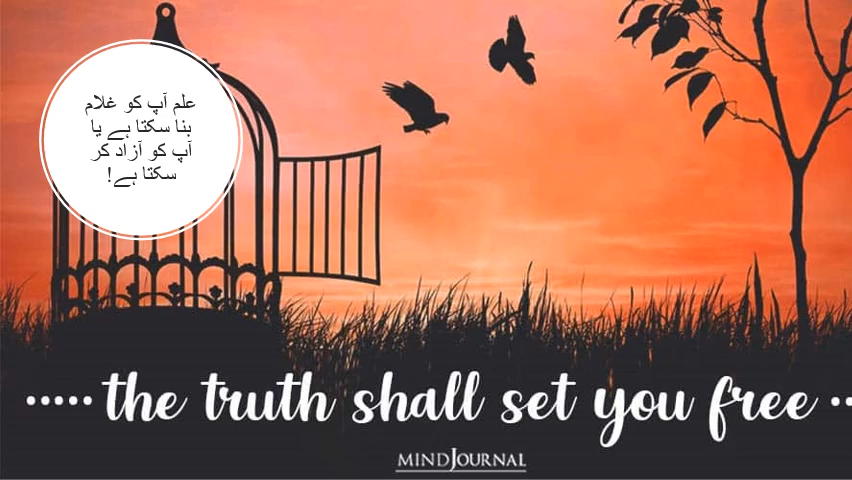 علم آپ کو غلام
بنا سکتا ہے یا
آپ کو آزاد کر
سکتا ہے!
.....the truth shall set you free..
MINDJOURNAL